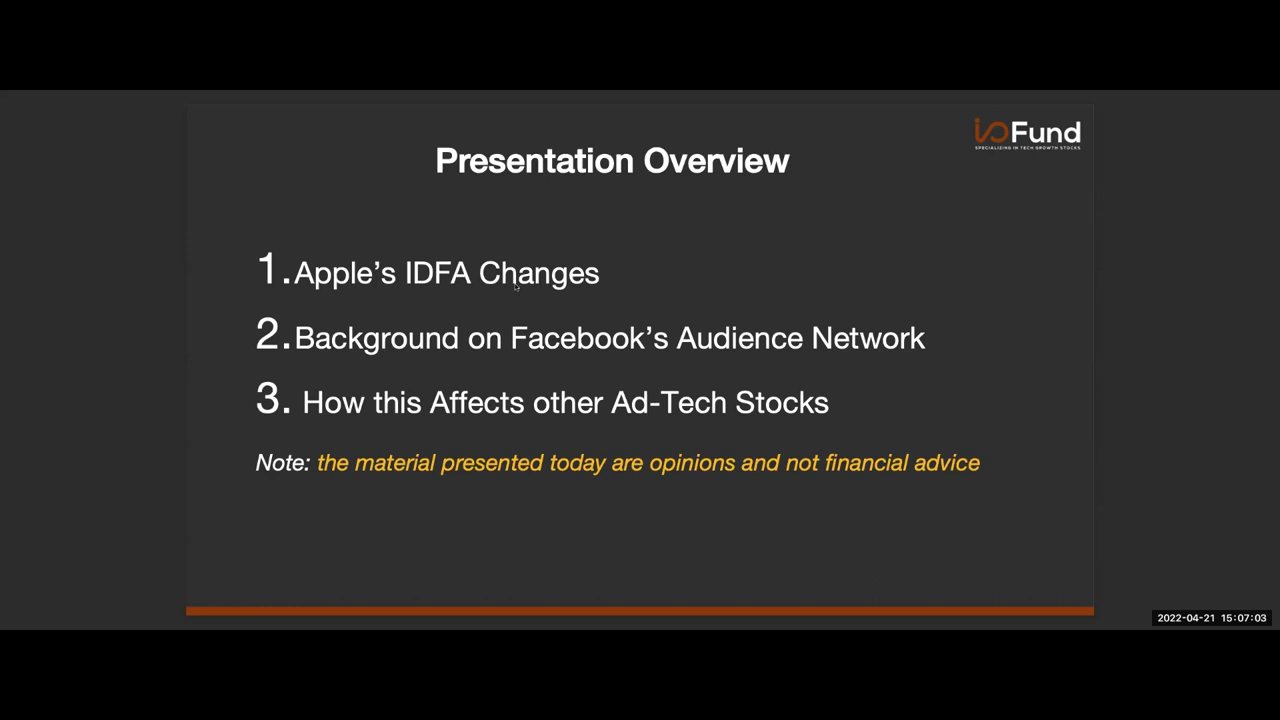 I/O Fund
SPECIALIZING IN TECH GROWTH STOCKS
Presentation Overview
1. Apple’s IDFA Changes
2. Background on Facebook’s Audience Network
3. How this Affects other Ad-Tech Stocks
Note: the material presented today are opinions and not financial advice
2022-04-21 15:07:03